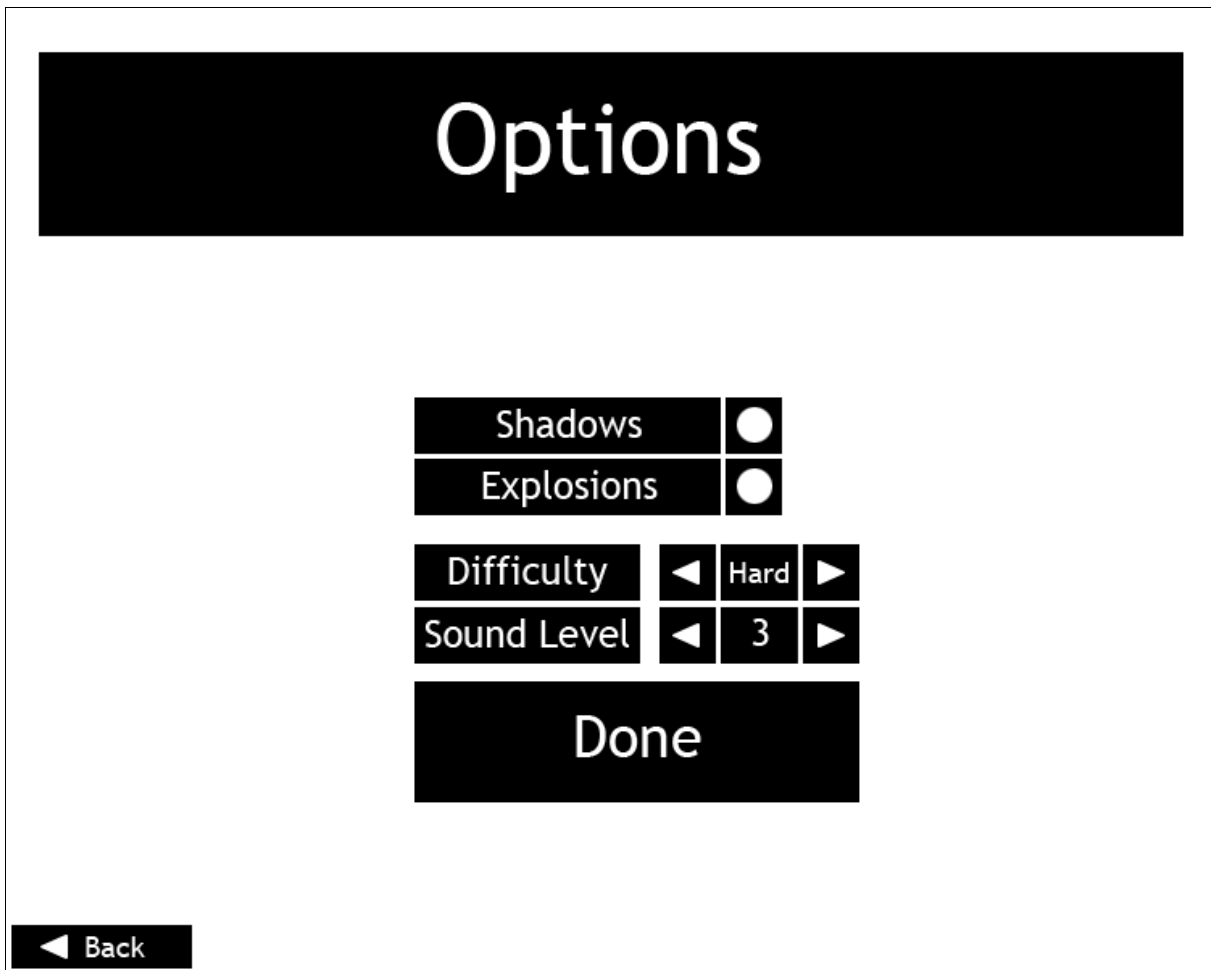 Options
Shadows
Explosions
Difficulty Hard
Sound Level 3
Done
Back